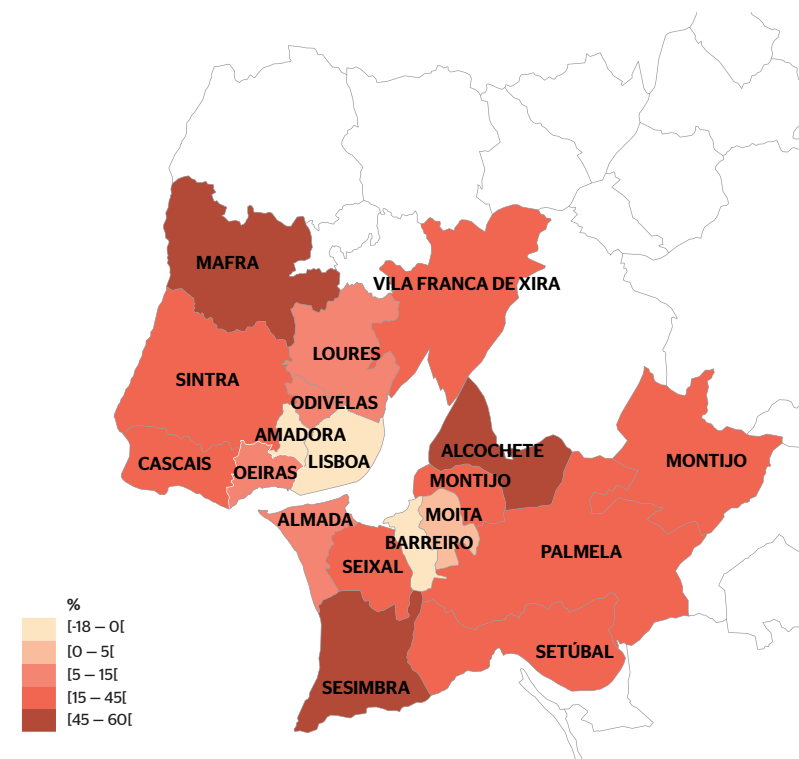 MAFRA
VILA FRANCA DE XIRA
LOURES
SINTRA
ODIVELAS
AMADORA
ALCOCHETE
LISBOA
CASCAIS
OEIRAS
MONTIJO
MONTIJO
ALMADA
MOITA
BARREIRO
PALMELA
SEIXAL
SETÚBAL
SESIMBRA
%
[-18 – 0[
[0 – 5[
[5 – 15[
[15 – 45[
[45 – 60[